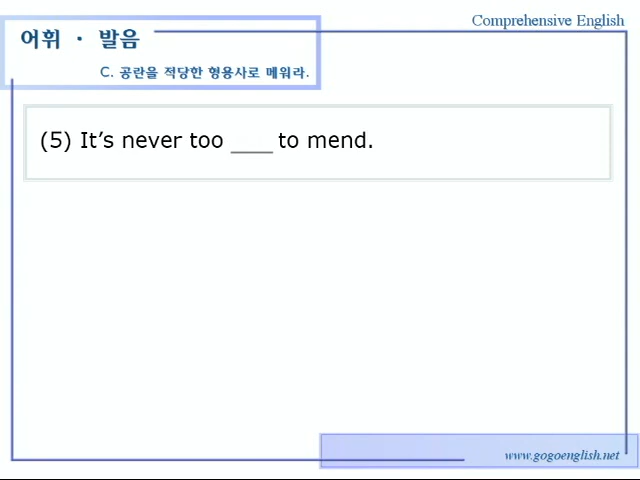 Comprehensive English
어휘 · 발음
C. 공란을 적당한 형용사로 메워라.
(5) It’s never too ___ to mend.
www.gogoenglish.net